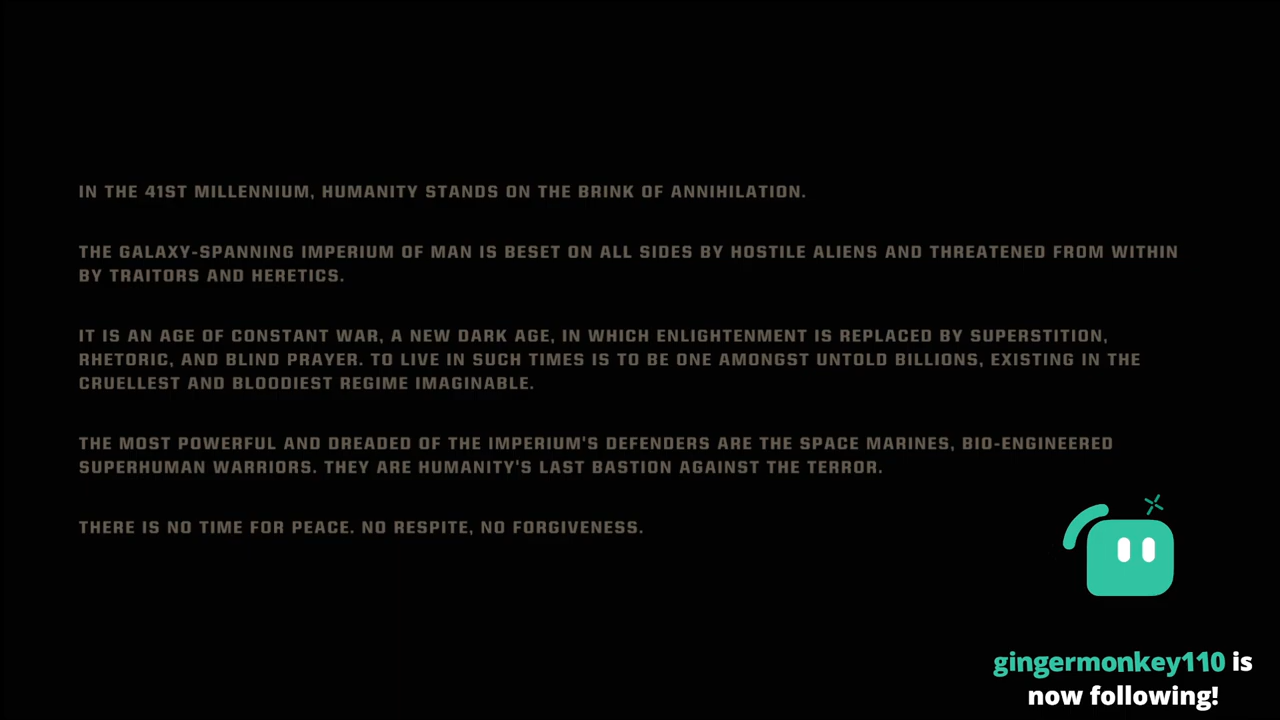 IN THE 41ST MILLENNIUM, HUMANITY STANDS ON THE BRINK OF ANNIHILATION.
THE GALAXY-SPANNING IMPERIUM OF MAN IS BESET ON ALL SIDES BY HOSTILE ALIENS AND THREATENED FROM WITHIN
BY TRAITORS AND HERETICS.
IT IS AN AGE OF CONSTANT WAR, A NEW DARK AGE, IN WHICH ENLIGHTENMENT IS REPLACED BY SUPERSTITION,
RHETORIC, AND BLIND PRAYER. TO LIVE IN SUCH TIMES IS TO BE ONE AMONGST UNTOLD BILLIONS, EXISTING IN THE
CRUELLEST AND BLOODIEST REGIME IMAGINABLE.
THE MOST POWERFUL AND DREADED OF THE IMPERIUM'S DEFENDERS ARE THE SPACE MARINES, BIO-ENGINEERED
SUPERHUMAN WARRIORS. THEY ARE HUMANITY'S LAST BASTION AGAINST THE TERROR.
THERE IS NO TIME FOR PEACE. NO RESPITE, NO FORGIVENESS.
gingermonkey110 is
now following!